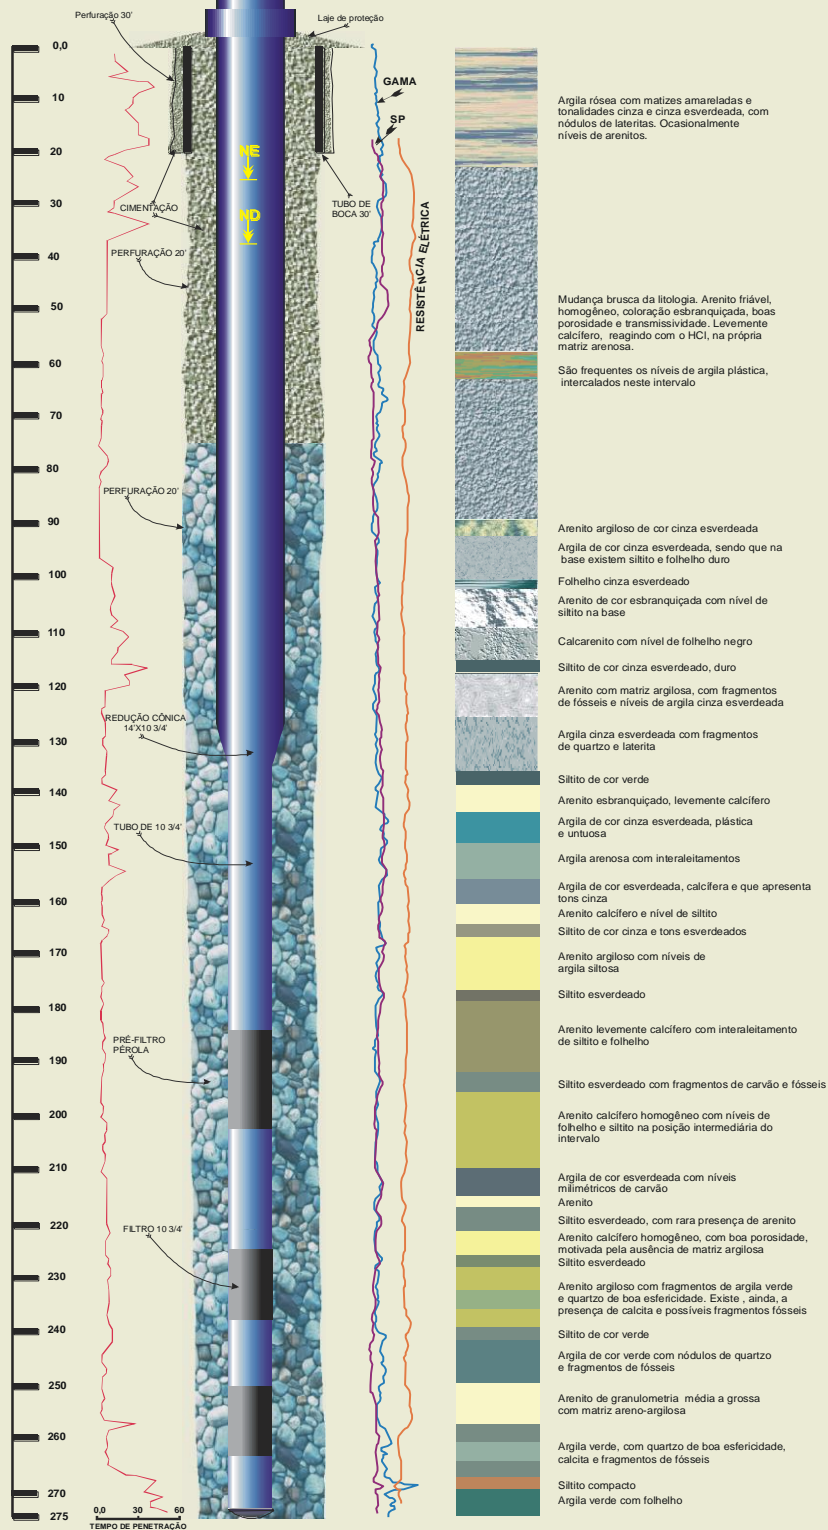 Perfuração 30'
Laje de proteção
0,0
10
20
30
40
50
60
70
80
90
100
110
120
130
140
150
160
170
180
190
200
210
220
230
240
250
260
270
275
GAMA
SP
NE
ND
CIMENTAÇÃO
TUBO DE
BOCA 30'
PERFURAÇÃO 20'
RESISTÊNCIA ELÉTRICA
PERFURAÇÃO 20'
REDUÇÃO CÔNICA
14'X10 3/4'
TUBO DE 10 3/4'
PRÉ-FILTRO
PÉROLA
FILTRO 10 3/4'
0,0 30 60
TEMPO DE PENETRAÇÃO
Argila rósea com matizes amareladas e
tonalidades cinza e cinza esverdeada, com
nódulos de lateritas. Ocasionalmente
níveis de arenitos.
Mudança brusca da litologia. Arenito friável,
homogêneo, coloração esbranquiçada, boas
porosidade e transmissividade. Levemente
calcífero, reagindo com o HCl, na própria
matriz arenosa.
São frequentes os níveis de argila plástica,
intercalados neste intervalo
Arenito argiloso de cor cinza esverdeada
Argila de cor cinza esverdeada, sendo que na
base existem siltito e folhelho duro
Folhelho cinza esverdeado
Arenito de cor esbranquiçada com nível de
siltito na base
Calcarenito com nível de folhelho negro
Siltito de cor cinza esverdeado, duro
Arenito com matriz argilosa, com fragmentos
de fósseis e níveis de argila cinza esverdeada
Argila cinza esverdeada com fragmentos
de quartzo e laterita
Siltito de cor verde
Arenito esbranquiçado, levemente calcífero
Argila de cor cinza esverdeada, plástica
e untuosa
Argila arenosa com interaleitamentos
Argila de cor esverdeada, calcífera e que apresenta
tons cinza
Arenito calcífero e nível de siltito
Siltito de cor cinza e tons esverdeados
Arenito argiloso com níveis de
argila siltosa
Siltito esverdeado
Arenito levemente calcífero com interaleitamento
de siltito e folhelho
Siltito esverdeado com fragmentos de carvão e fósseis
Arenito calcífero homogêneo com níveis de
folhelho e siltito na posição intermediária do
intervalo
Argila de cor esverdeada com níveis
milimétricos de carvão
Arenito
Siltito esverdeado, com rara presença de arenito
Arenito calcífero homogêneo, com boa porosidade,
motivada pela ausência de matriz argilosa
Siltito esverdeado
Arenito argiloso com fragmentos de argila verde
e quartzo de boa esfericidade. Existe , ainda, a
presença de calcita e possíveis fragmentos fósseis
Siltito de cor verde
Argila de cor verde com nódulos de quartzo
e fragmentos de fósseis
Arenito de granulometria média a grossa
com matriz areno-argilosa
Argila verde, com quartzo de boa esfericidade,
calcita e fragmentos de fósseis
Siltito compacto
Argila verde com folhelho